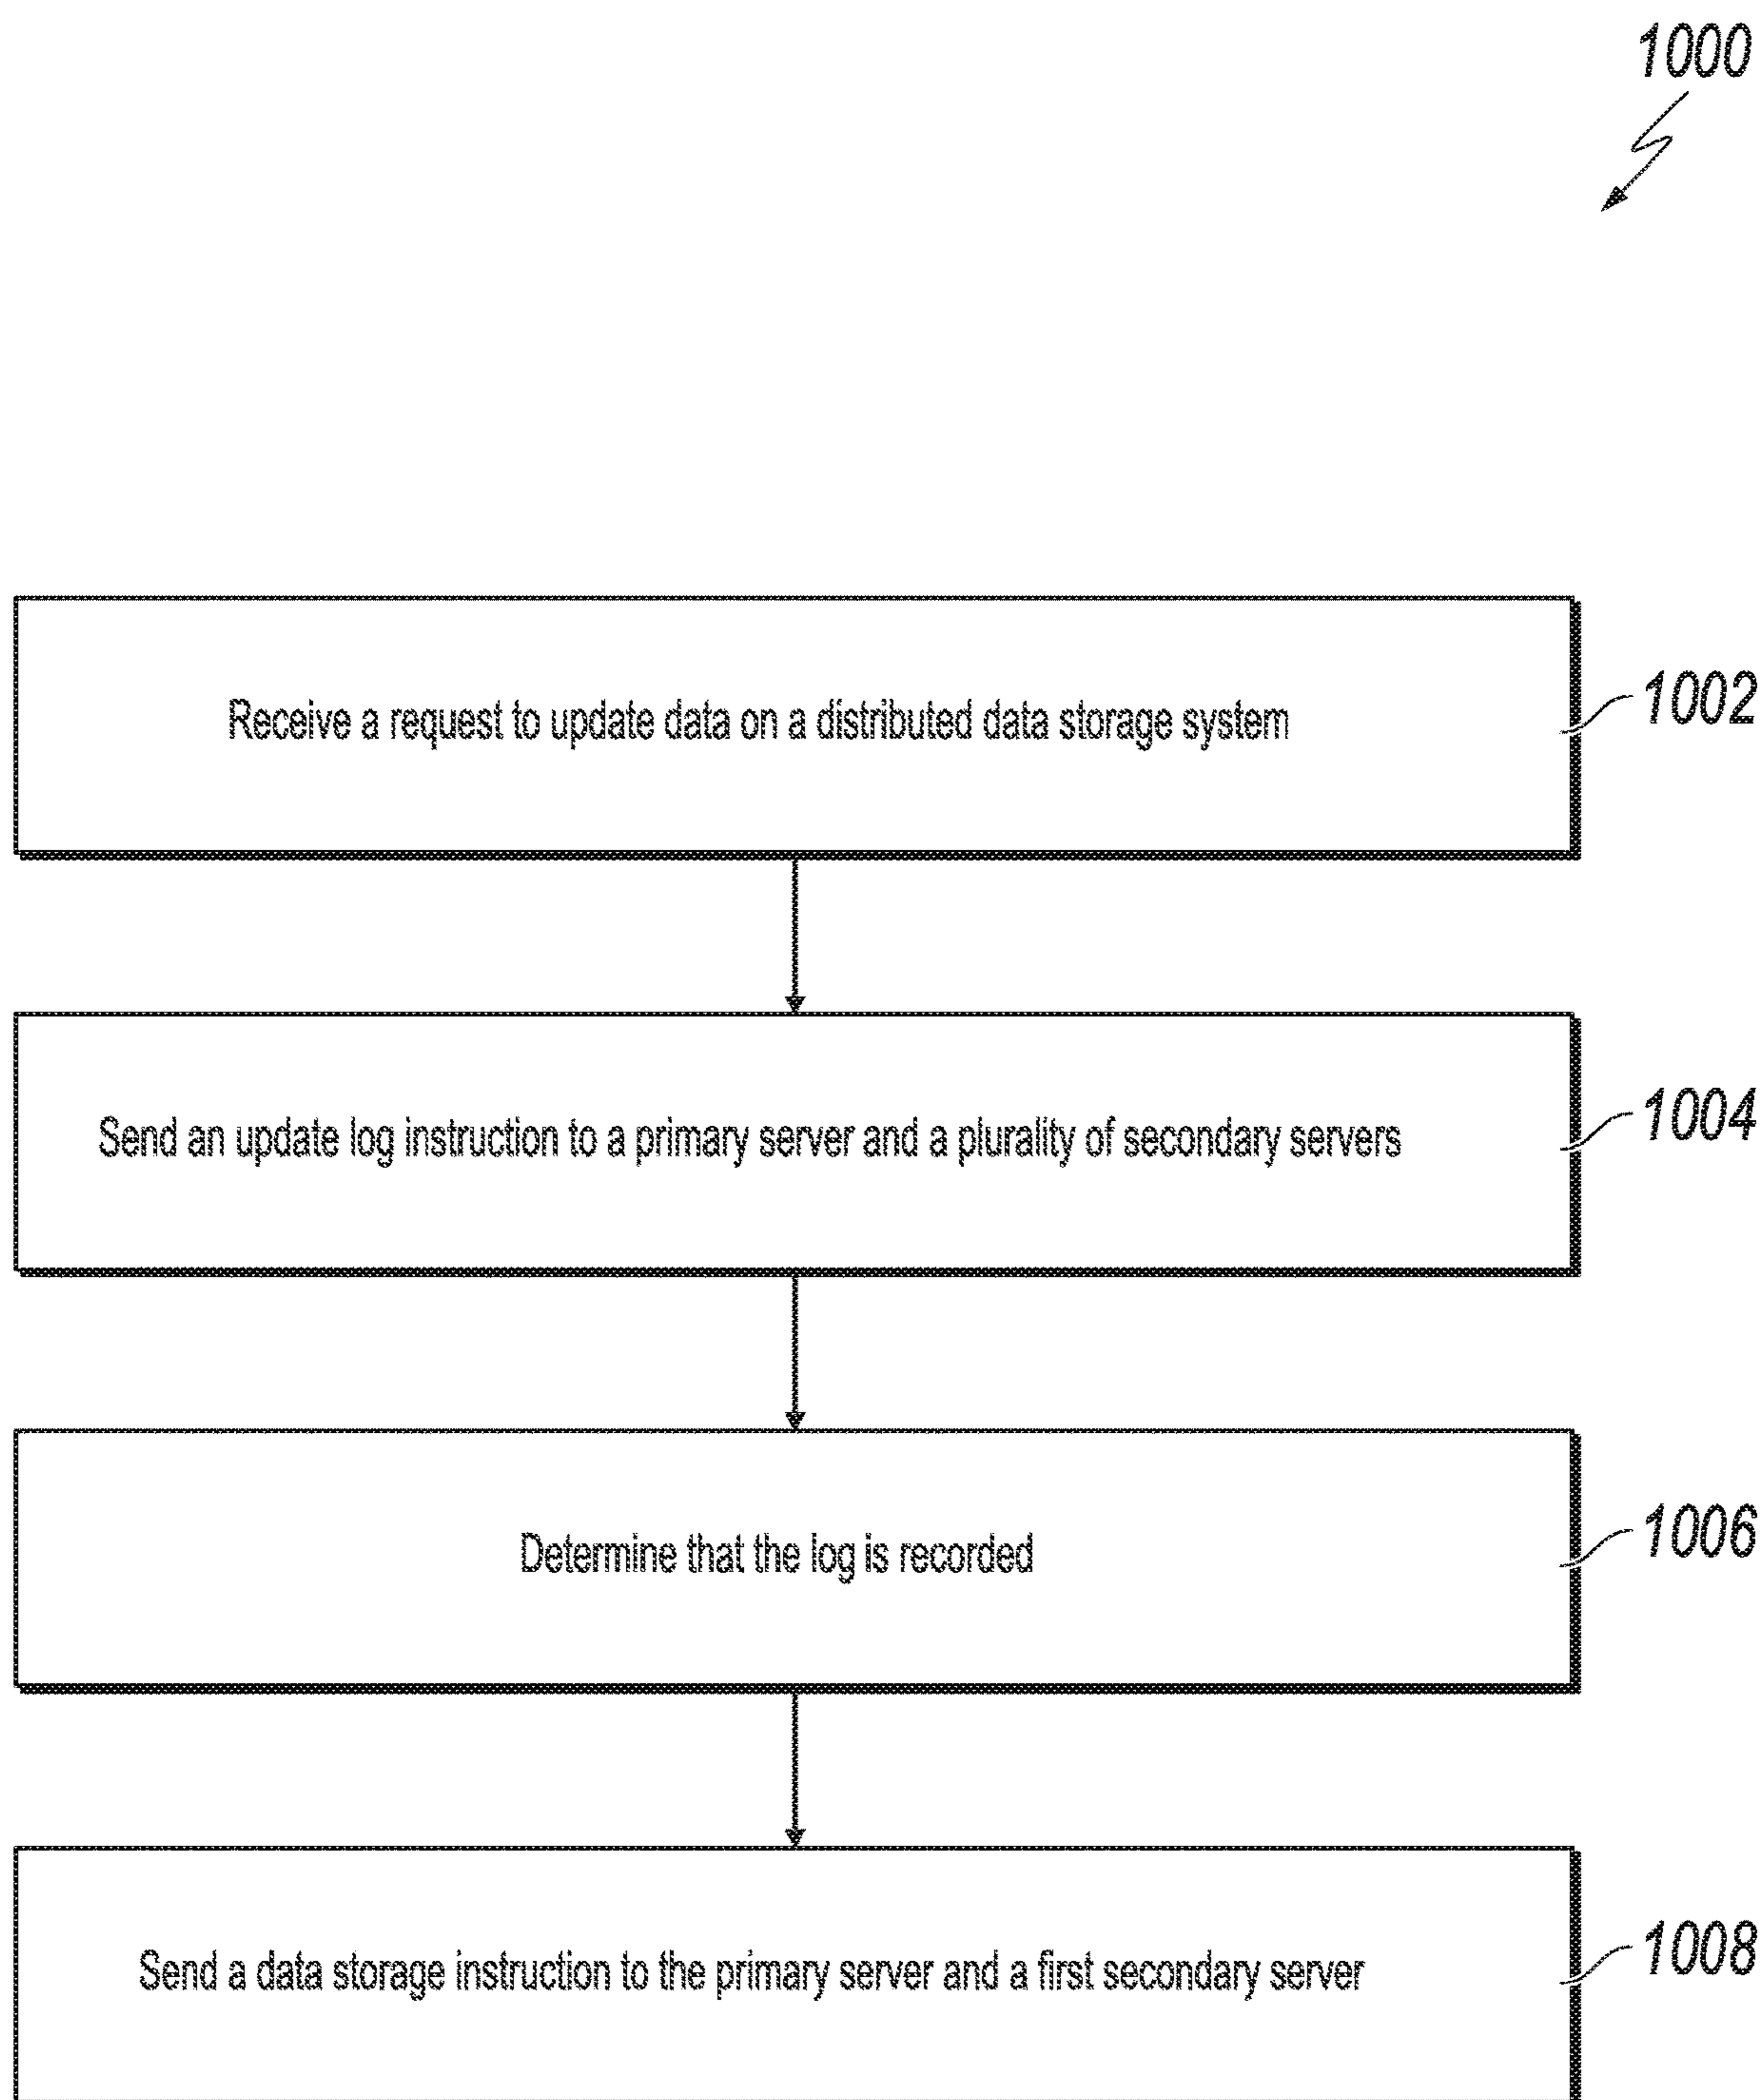 1000
Receive a request to update data on a distributed data storage system
1002
Send an update log instruction to a primary server and a plurality of secondary servers
1004
Determine that the log is recorded
1006
Send a data storage instruction to the primary server and a first secondary server
1008